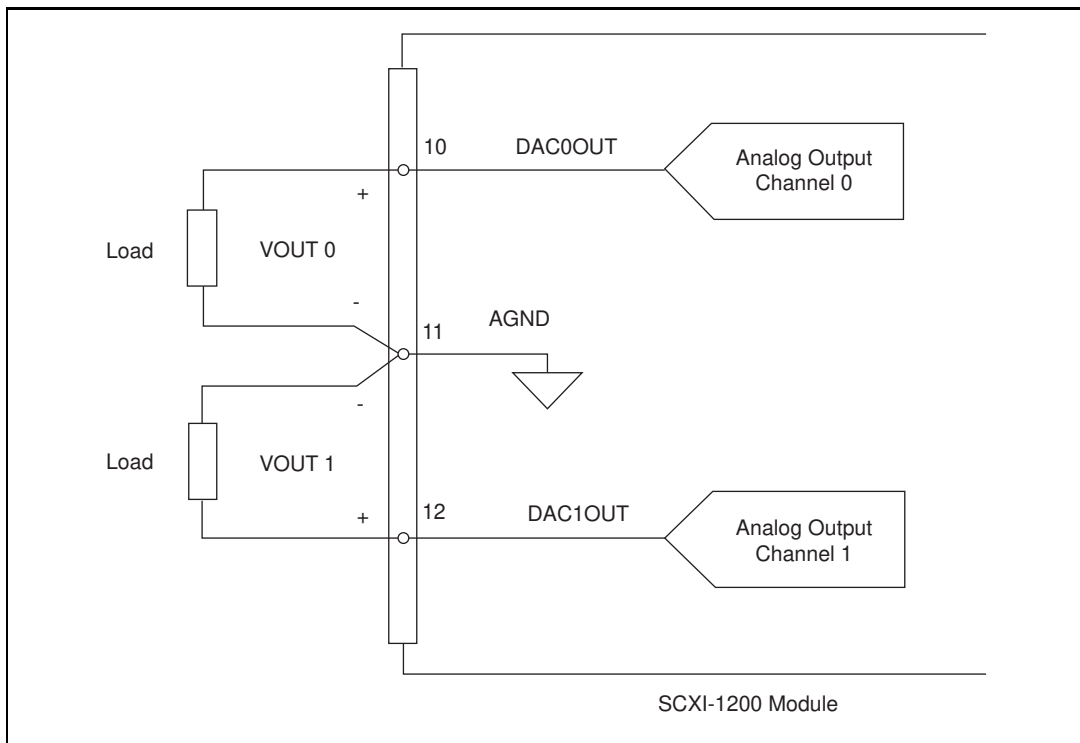 10
DAC0OUT
Analog Output
Channel 0
+
Load
VOUT 0
-
11
AGND
-
Load
VOUT 1
+
12
DAC1OUT
Analog Output
Channel 1
SCXI-1200 Module